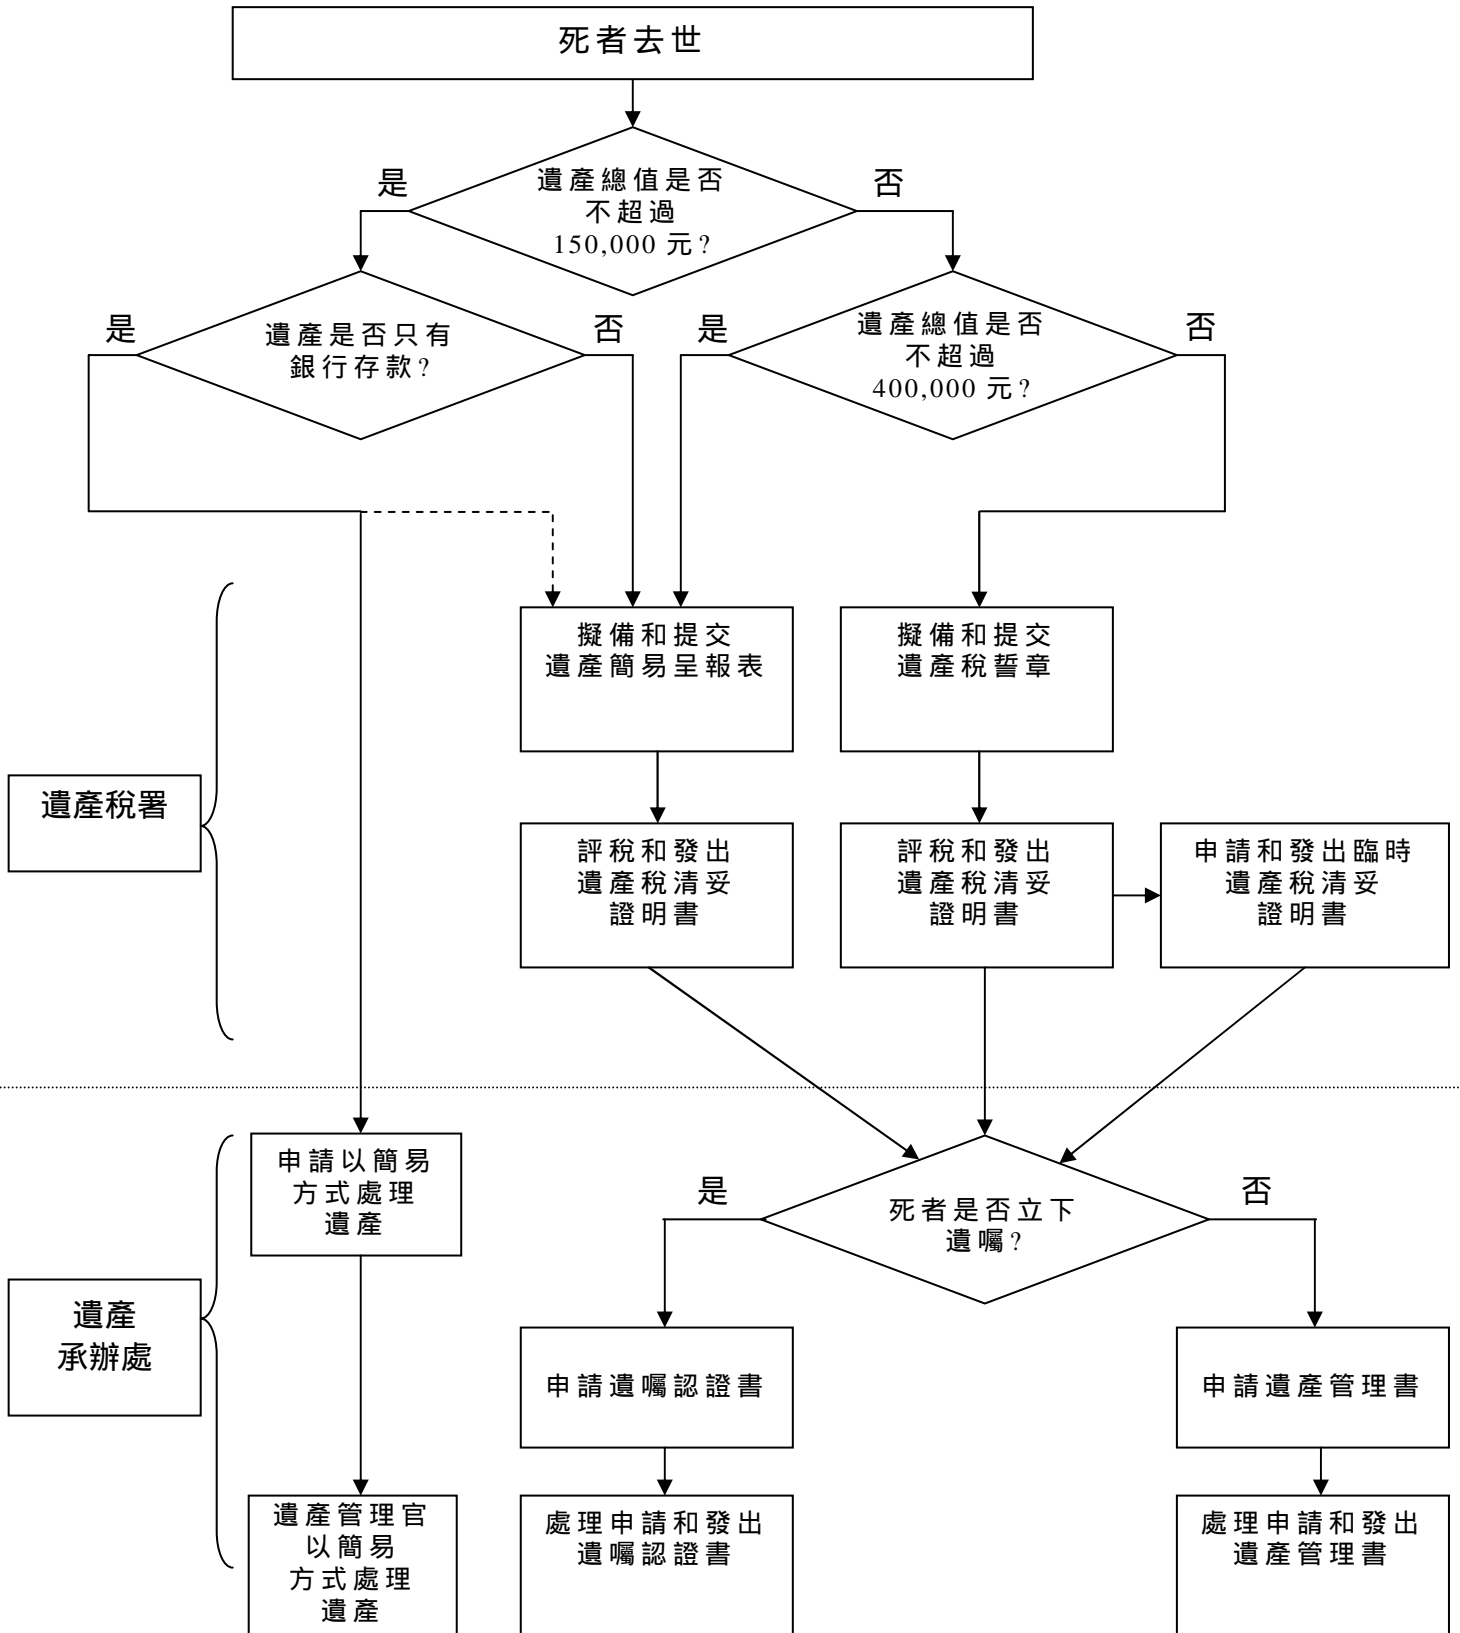 死者去世
遺產總值是否
不超過
150,000 元?
是
否
遺產是否只有
銀行存款?
是
否
遺產總值是否
不超過
400,000 元?
是
否
擬備和提交
遺產簡易呈報表
擬備和提交
遺產稅誓章
遺產稅署
評稅和發出
遺產稅清妥
證明書
評稅和發出
遺產稅清妥
證明書
申請和發出臨時
遺產稅清妥
證明書
申請以簡易
方式處理
遺產
死者是否立下
遺囑?
是
否
遺產
承辦處
申請遺囑認證書
申請遺產管理書
遺產管理官
以簡易
方式處理
遺產
處理申請和發出
遺囑認證書
處理申請和發出
遺產管理書